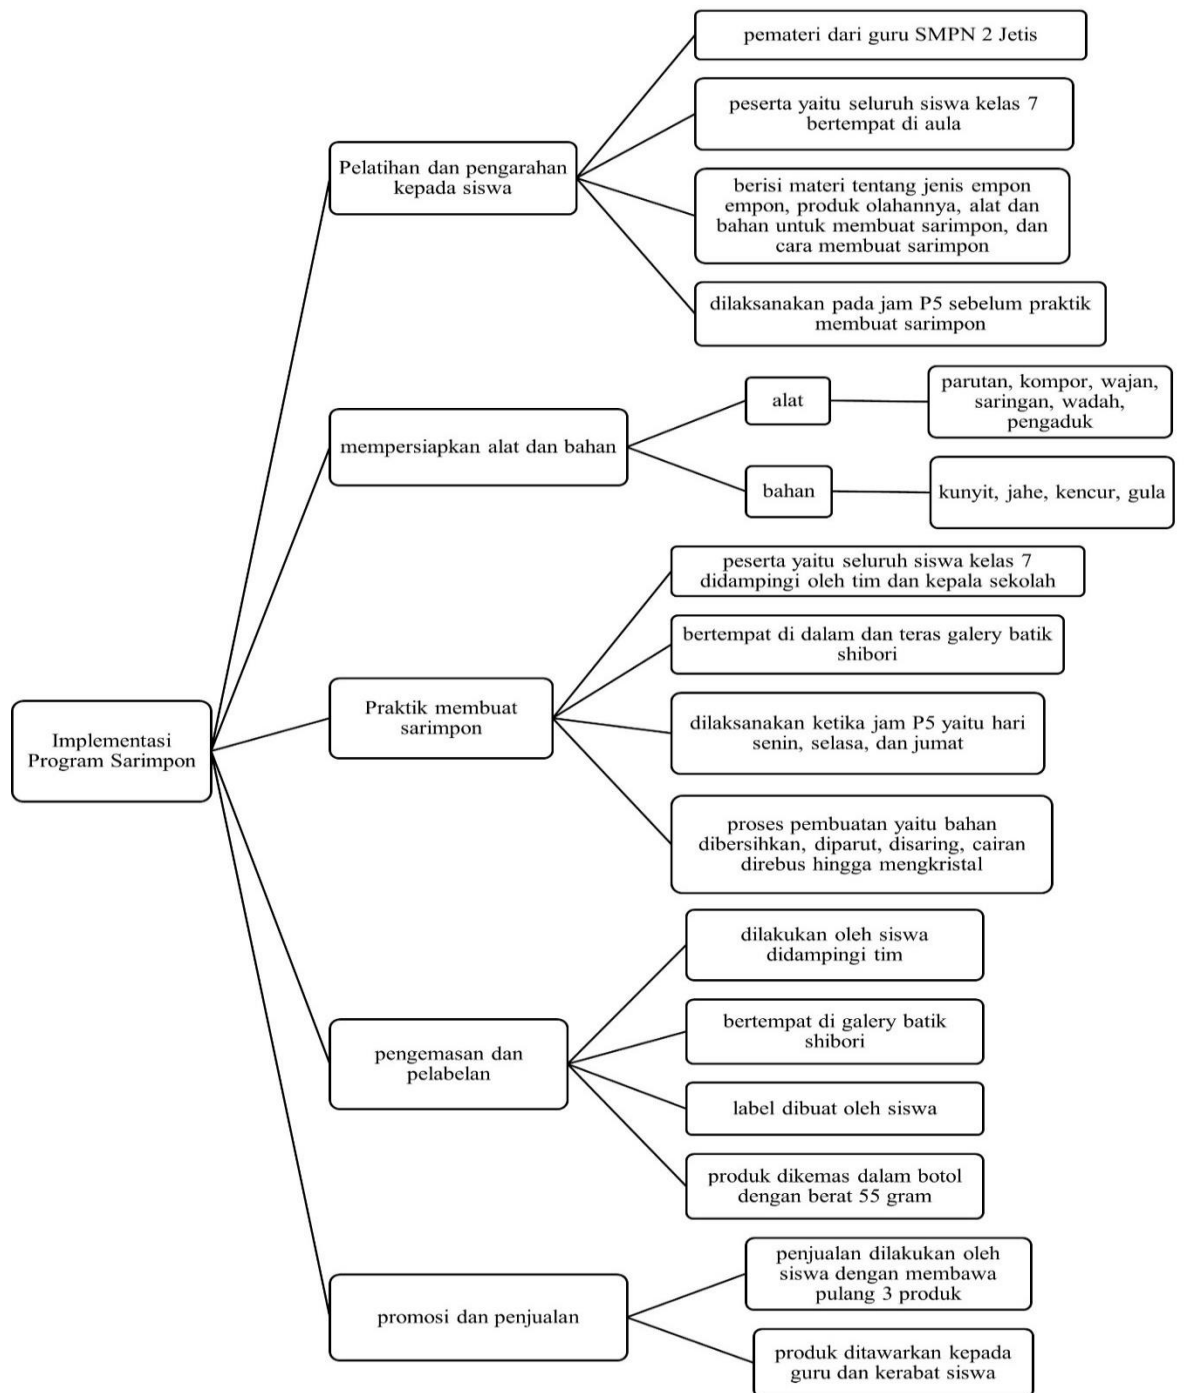 pemateri dari guru SMPN 2 Jetis
peserta yaitu seluruh siswa kelas 7
bertempat di aula
Pelatihan dan pengarahan
kepada siswa
berisi materi tentang jenis empon
empon, produk olahannya, alat dan
bahan untuk membuat sarimpon, dan
cara membuat sarimpon
dilaksanakan pada jam P5 sebelum praktik
membuat sarimpon
mempersiapkan alat dan bahan
alat
parutan, kompor, wajan,
saringan, wadah,
pengaduk
bahan
kunyit, jahe, kencur, gula
Implementasi
Program Sarimpon
Praktik membuat
sarimpon
peserta yaitu seluruh siswa kelas 7
didampingi oleh tim dan kepala sekolah
bertempat di dalam dan teras galery batik
shibori
dilaksanakan ketika jam P5 yaitu hari
senin, selasa, dan jumat
proses pembuatan yaitu bahan
dibersihkan, diparut, disaring, cairan
direbus hingga mengkristal
pengemasan dan
pelabelan
dilakukan oleh siswa
didampingi tim
bertempat di galery batik
shibori
label dibuat oleh siswa
produk dikemas dalam botol
dengan berat 55 gram
promosi dan penjualan
penjualan dilakukan oleh
siswa dengan membawa
pulang 3 produk
produk ditawarkan kepada
guru dan kerabat siswa